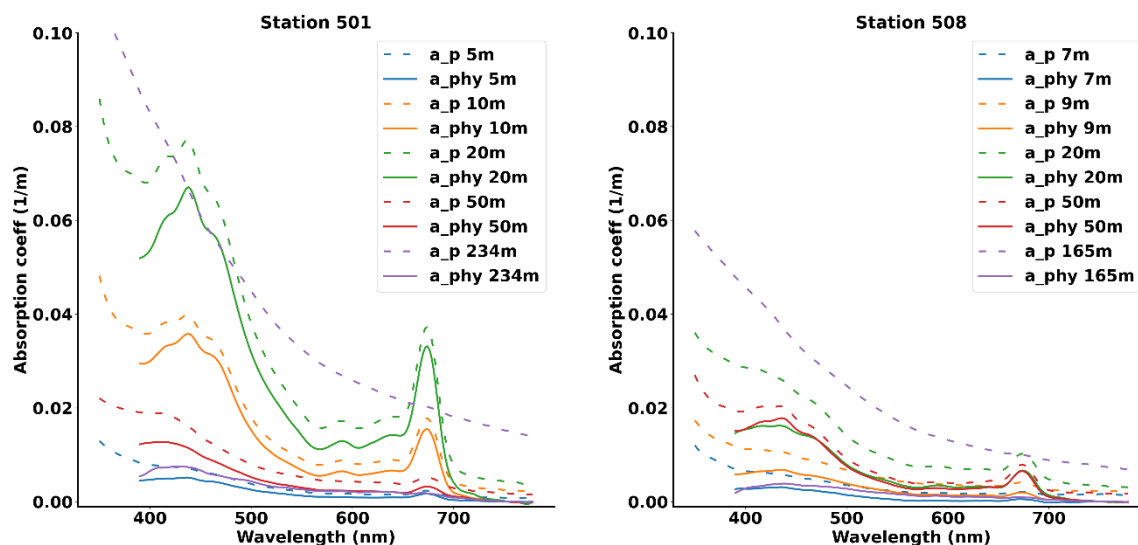 Station 501
0.10
0.08
0.06
0.04
0.02
0.00
Absorption coeff (1/m)
400
500
600
700
Wavelength (nm)
a_p 5m
a_phy 5m
a_p 10m
a_phy 10m
a_p 20m
a_phy 20m
a_p 50m
a_phy 50m
a_p 234m
a_phy 234m
Station 508
0.10
0.08
0.06
0.04
0.02
0.00
Absorption coeff (1/m)
400
500
600
700
Wavelength (nm)
a_p 7m
a_phy 7m
a_p 9m
a_phy 9m
a_p 20m
a_phy 20m
a_p 50m
a_phy 50m
a_p 165m
a_phy 165m